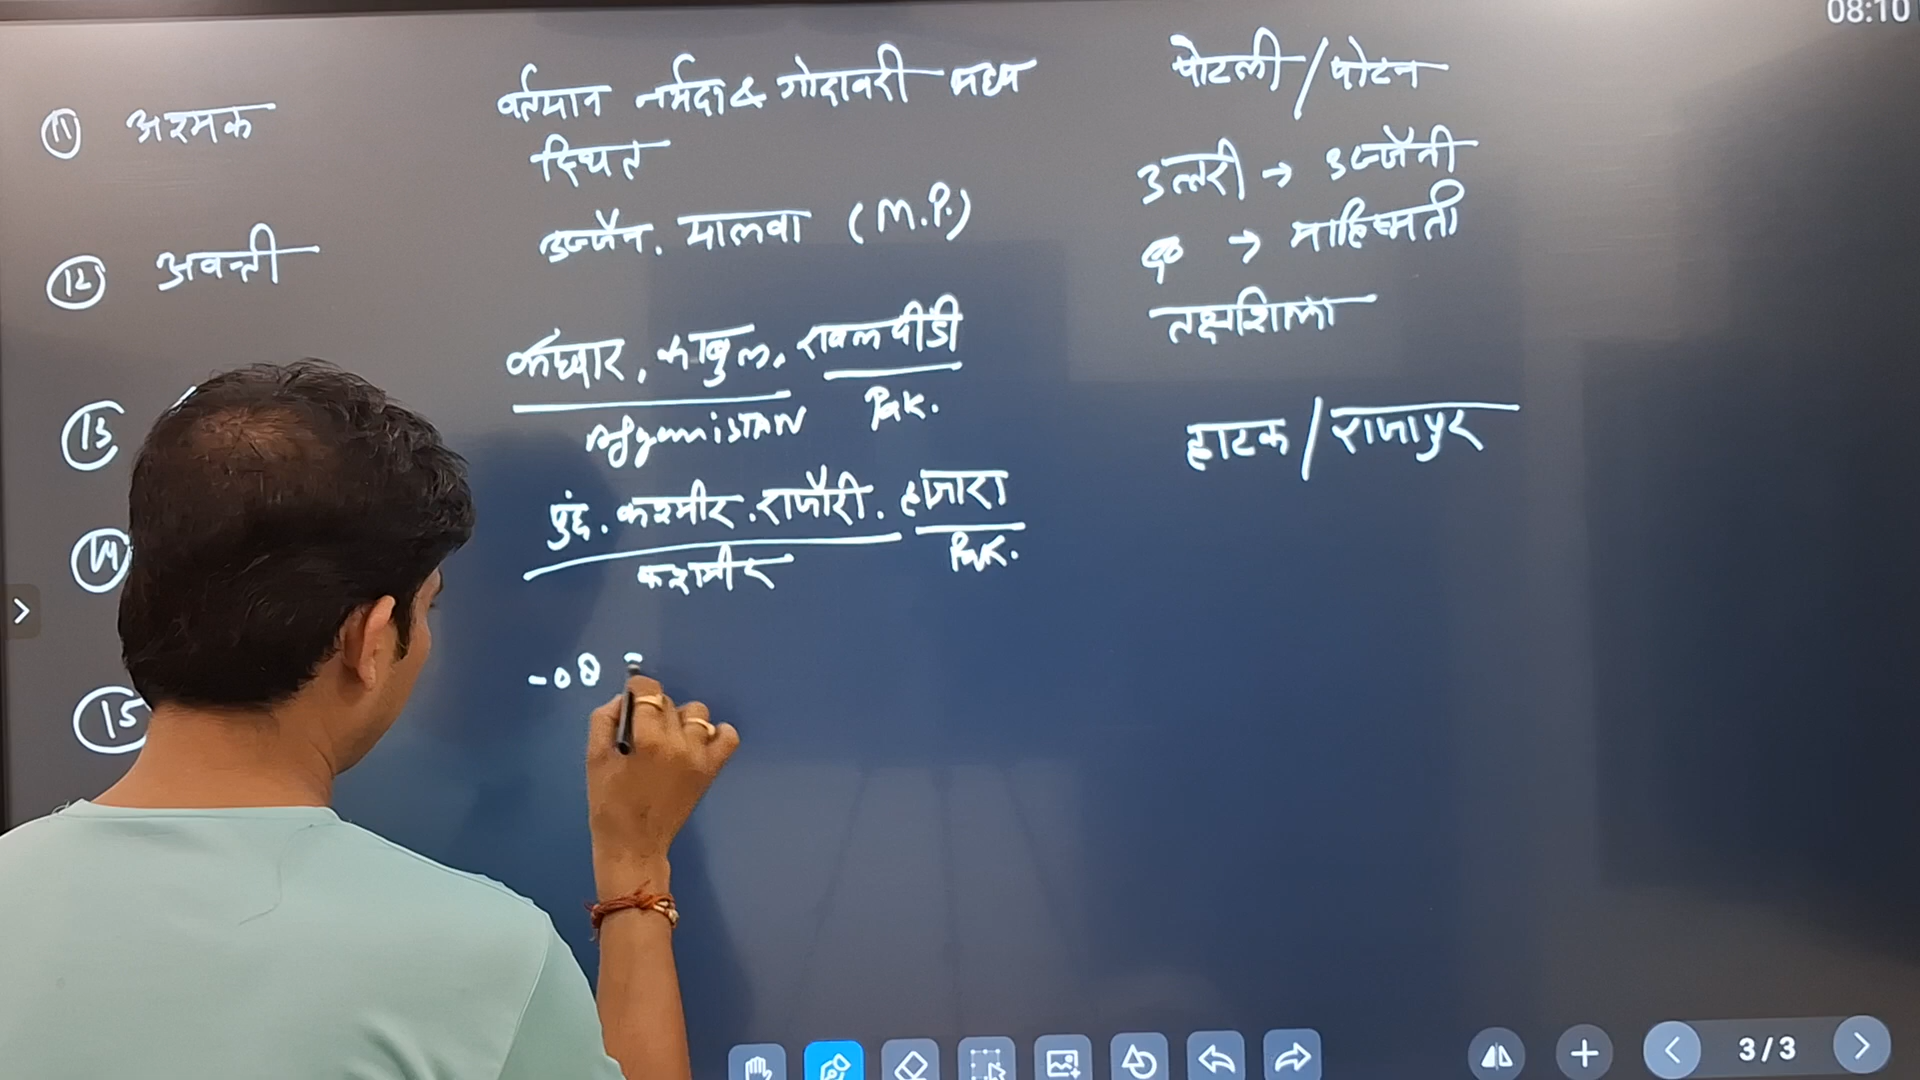 08:10
(11) अश्मक वर्तमान नर्मदा & गोदावरी मध्य स्थित पोटली/पोटन
(12) अवन्ती उज्जैन, मालवा (M.P.) उत्तरी → उज्जैनी
द० → माहिष्मती
(13) कंधार, काबुल, रावलपींडी तक्षशिला
Afganistan Pak.
(14) पुंछ. कश्मीर. राजौरी. हजारा हाटक/राजापुर
कश्मीर Pak.
(15)
3/3